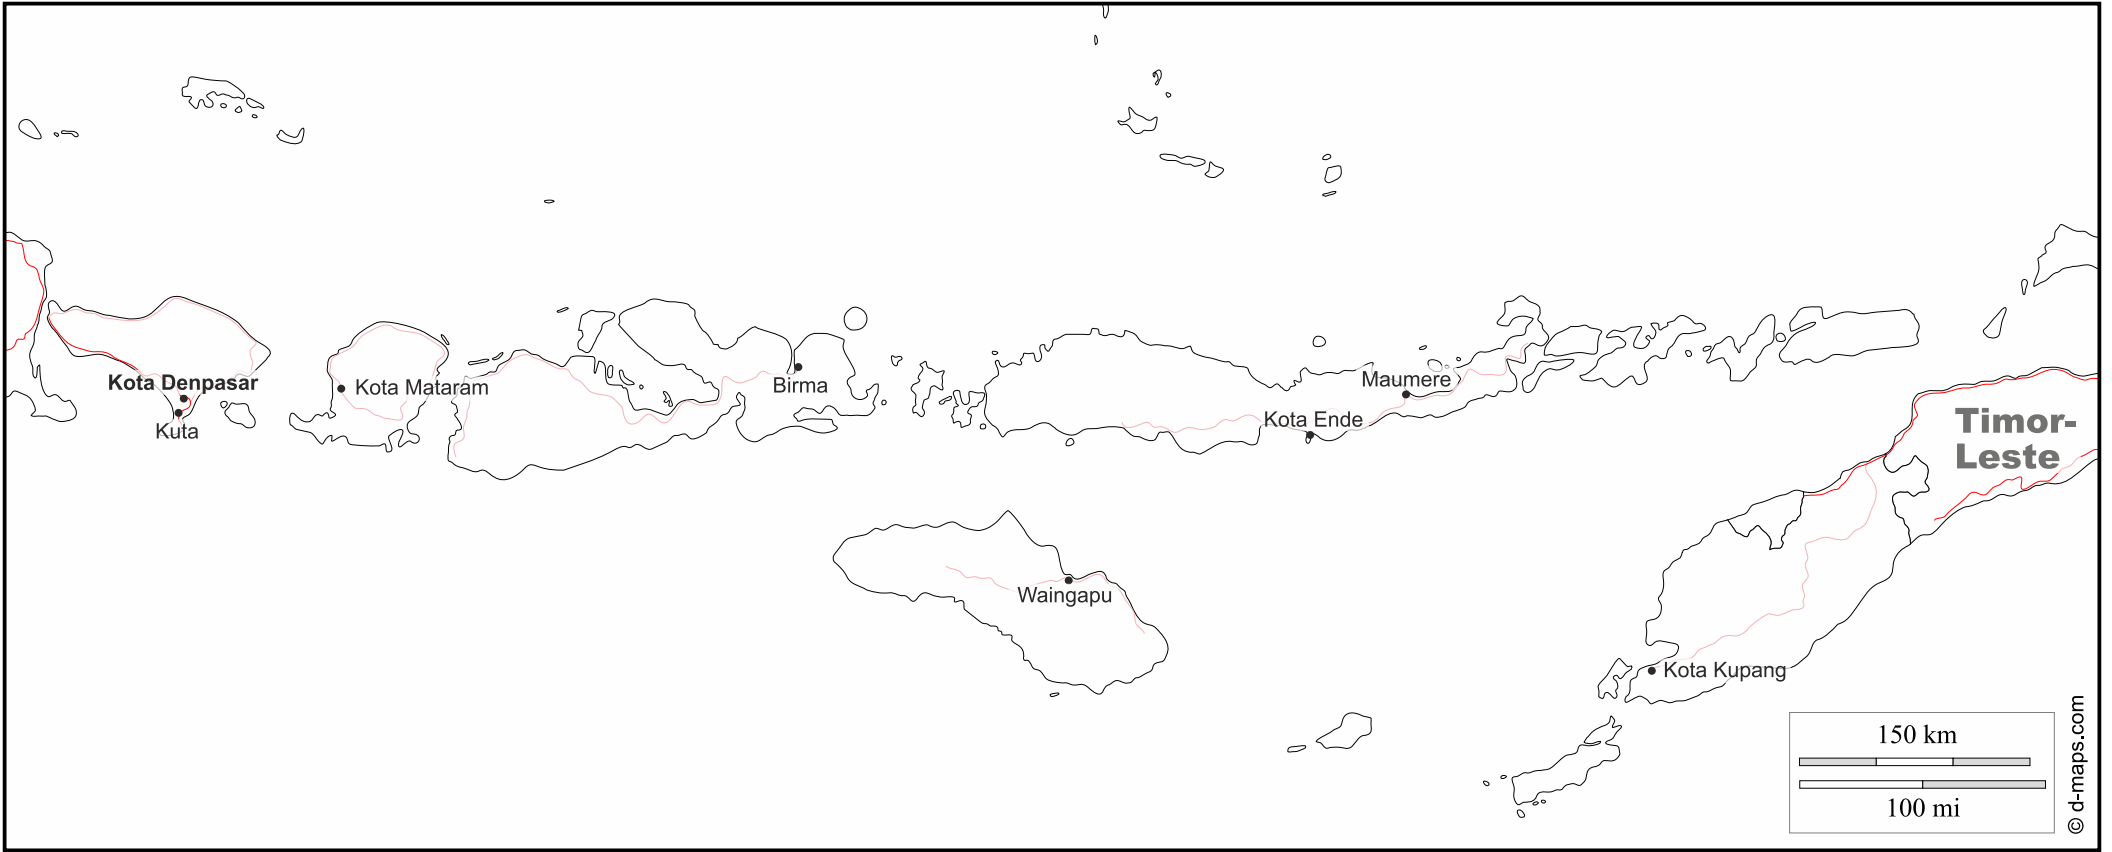 Kota Denpasar
Kuta
Kota Mataram
Birma
Maumere
Kota Ende
Timor-
Leste
Waingapu
Kota Kupang
150 km
100 mi
© d-maps.com